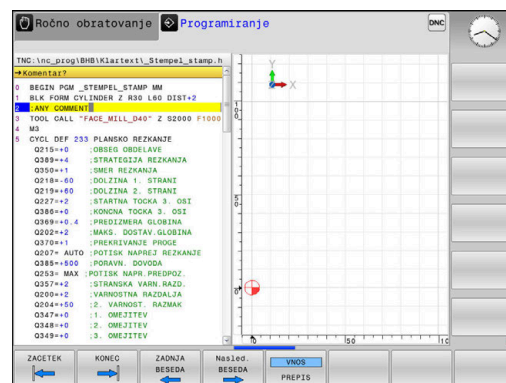 Ročno obratovanje
Programiranje
DNC
TNC:\nc_prog\BHB\Klartext\_Stempel_stamp.h
→Komentar?
0 BEGIN PGM _STEMPEL_STAMP MM
1 BLK FORM CYLINDER Z R30 L60 DIST+2
2 ;ANY COMMENT
3 TOOL CALL "FACE_MILL_D40" Z S2000 F1000
4 M3
5 CYCL DEF 233 PLANSKO REZKANJE
Q215=+0 ;OBSEG OBDELAVE
Q389=+4 ;STRATEGIJA REZKANJA
Q350=+1 ;SMER REZKANJA
Q218=-60 ;DOLZINA 1. STRANI
Q219=+60 ;DOLZINA 2. STRANI
Q227=+2 ;STARTNA TOCKA 3. OSI
Q386=+0 ;KONCNA TOCKA 3. OSI
Q369=+0.4 ;PREDIZMERA GLOBINA
Q202=+2 ;MAKS. DOSTAV.GLOBINA
Q370=+1 ;PREKRIVANJE PROGE
Q207= AUTO ;POTISK NAPREJ REZKANJE
Q385=+500 ;PORAVN. DOVODA
Q253= MAX ;POTISK NAPR.PREDPOZ.
Q357=+2 ;STRANSKA VARN.RAZD.
Q200=+2 ;VARNOSTNA RAZDALJA
Q204=+50 ;2. VARNOST. RAZMAK
Q347=+0 ;1. OMEJITEV
Q348=+0 ;2. OMEJITEV
Q349=+0 ;3. OMEJITEV
Y
X
100
50
0
0 50 10
ZACETEK
KONEC
ZADNJA
BESEDA
Nasled.
BESEDA
VNOS
PREPIS